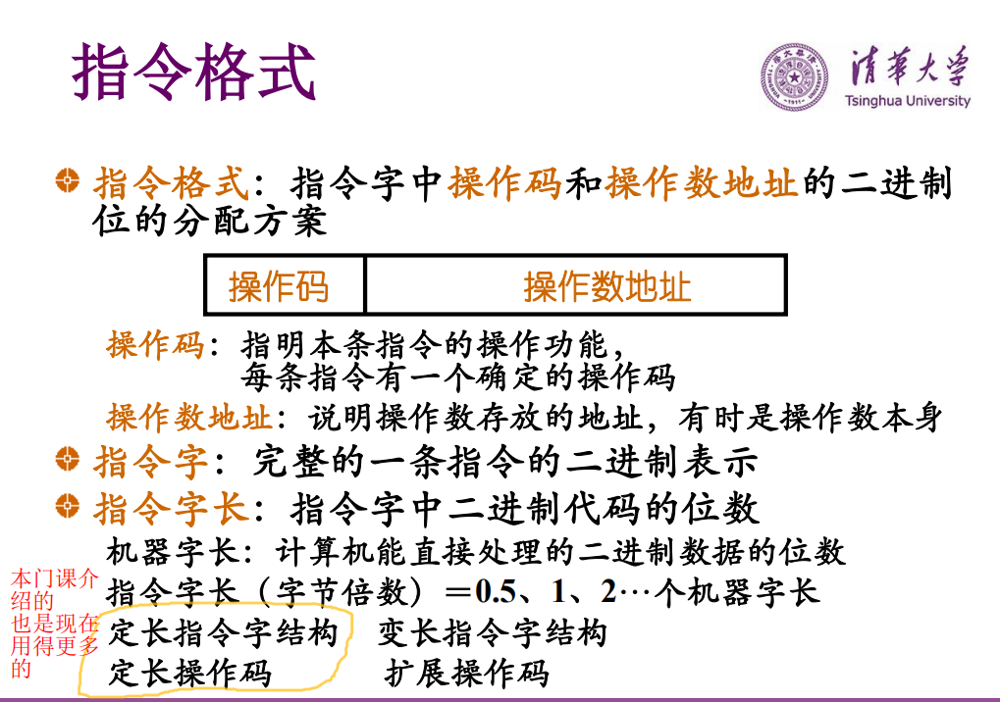 指令格式
清華大学
Tsinghua University
指令格式：指令字中操作码和操作数地址的二进制
位的分配方案
操作码 操作数地址
操作码：指明本条指令的操作功能，
每条指令有一个确定的操作码
操作数地址：说明操作数存放的地址，有时是操作数本身
指令字：完整的一条指令的二进制表示
指令字长：指令字中二进制代码的位数
机器字长：计算机能直接处理的二进制数据的位数
指令字长（字节倍数）＝0.5、1、2…个机器字长
定长指令字结构 变长指令字结构
定长操作码 扩展操作码
本门课介
绍的
也是现在
用得更多
的